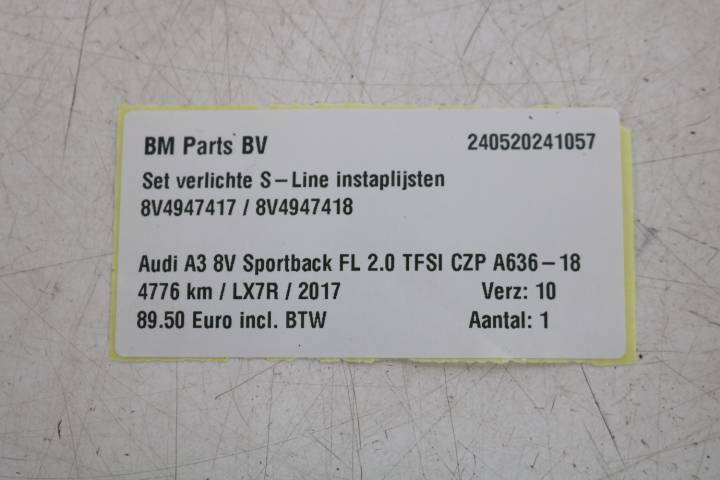 BM Parts BV 240520241057
Set verlichte S-Line instaplijsten
8V4947417 / 8V4947418
Audi A3 8V Sportback FL 2.0 TFSI CZP A636-18
4776 km / LX7R / 2017 Verz: 10
89.50 Euro incl. BTW Aantal: 1